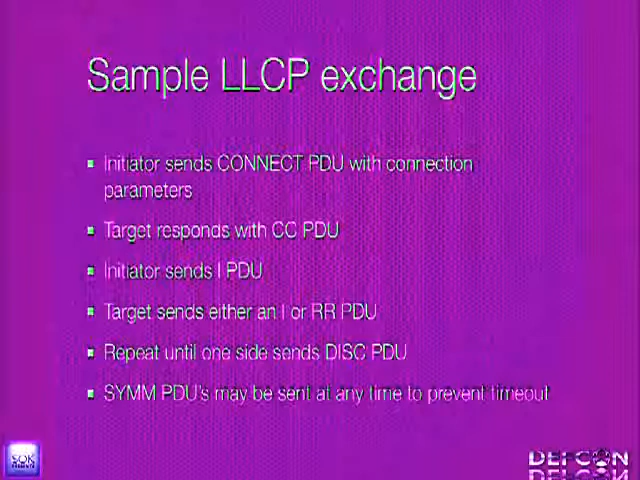 Sample LLCP exchange
Initiator sends CONNECT PDU with connection
parameters
Target responds with CC PDU
Initiator sends I PDU
Target sends either an I or RR PDU
Repeat until one side sends DISC PDU
SYMM PDU's may be sent at any time to prevent timeout
DEFCON